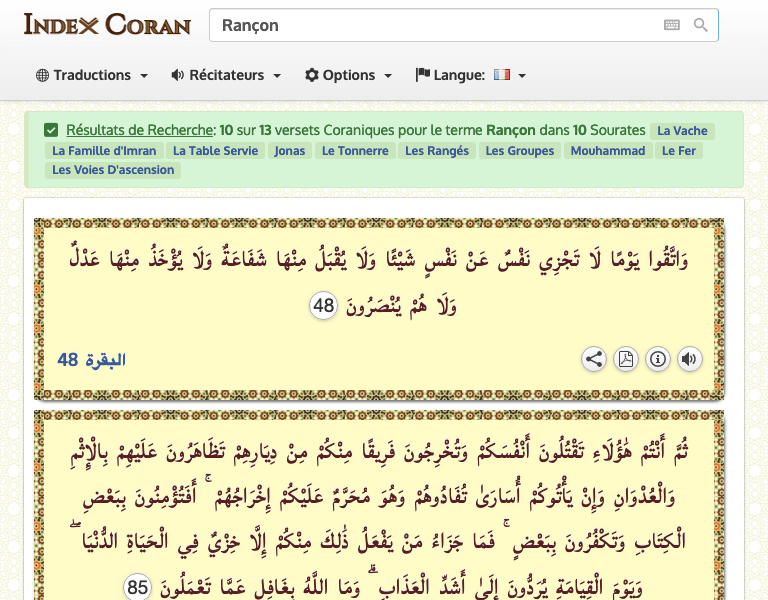 INDEX CORAN
Rançon
Traductions Récitateurs Options Langue:
Résultats de Recherche: 10 sur 13 versets Coraniques pour le terme Rançon dans 10 Sourates La Vache
La Famille d'Imran La Table Servie Jonas Le Tonnerre Les Rangés Les Groupes Mouhammad Le Fer
Les Voies D'ascension
وَاتَّقُوا يَوْمًا لَا تَجْزِي نَفْسٌ عَنْ نَفْسٍ شَيْئًا وَلَا يُقْبَلُ مِنْهَا شَفَاعَةٌ وَلَا يُؤْخَذُ مِنْهَا عَدْلٌ
وَلَا هُمْ يُنْصَرُونَ 48
البقرة 48
ثُمَّ أَنْتُمْ هَٰؤُلَاءِ تَقْتُلُونَ أَنْفُسَكُمْ وَتُخْرِجُونَ فَرِيقًا مِنْكُمْ مِنْ دِيَارِهِمْ تَظَاهَرُونَ عَلَيْهِمْ بِالْإِثْمِ
وَالْعُدْوَانِ وَإِنْ يَأْتُوكُمْ أُسَارَىٰ تُفَادُوهُمْ وَهُوَ مُحَرَّمٌ عَلَيْكُمْ إِخْرَاجُهُمْ ۚ أَفَتُؤْمِنُونَ بِبَعْضِ
الْكِتَابِ وَتَكْفُرُونَ بِبَعْضٍ ۚ فَمَا جَزَاءُ مَنْ يَفْعَلُ ذَٰلِكَ مِنْكُمْ إِلَّا خِزْيٌ فِي الْحَيَاةِ الدُّنْيَا ۖ
وَيَوْمَ الْقِيَامَةِ يُرَدُّونَ إِلَىٰ أَشَدِّ الْعَذَابِ ۗ وَمَا اللَّهُ بِغَافِلٍ عَمَّا تَعْمَلُونَ 85